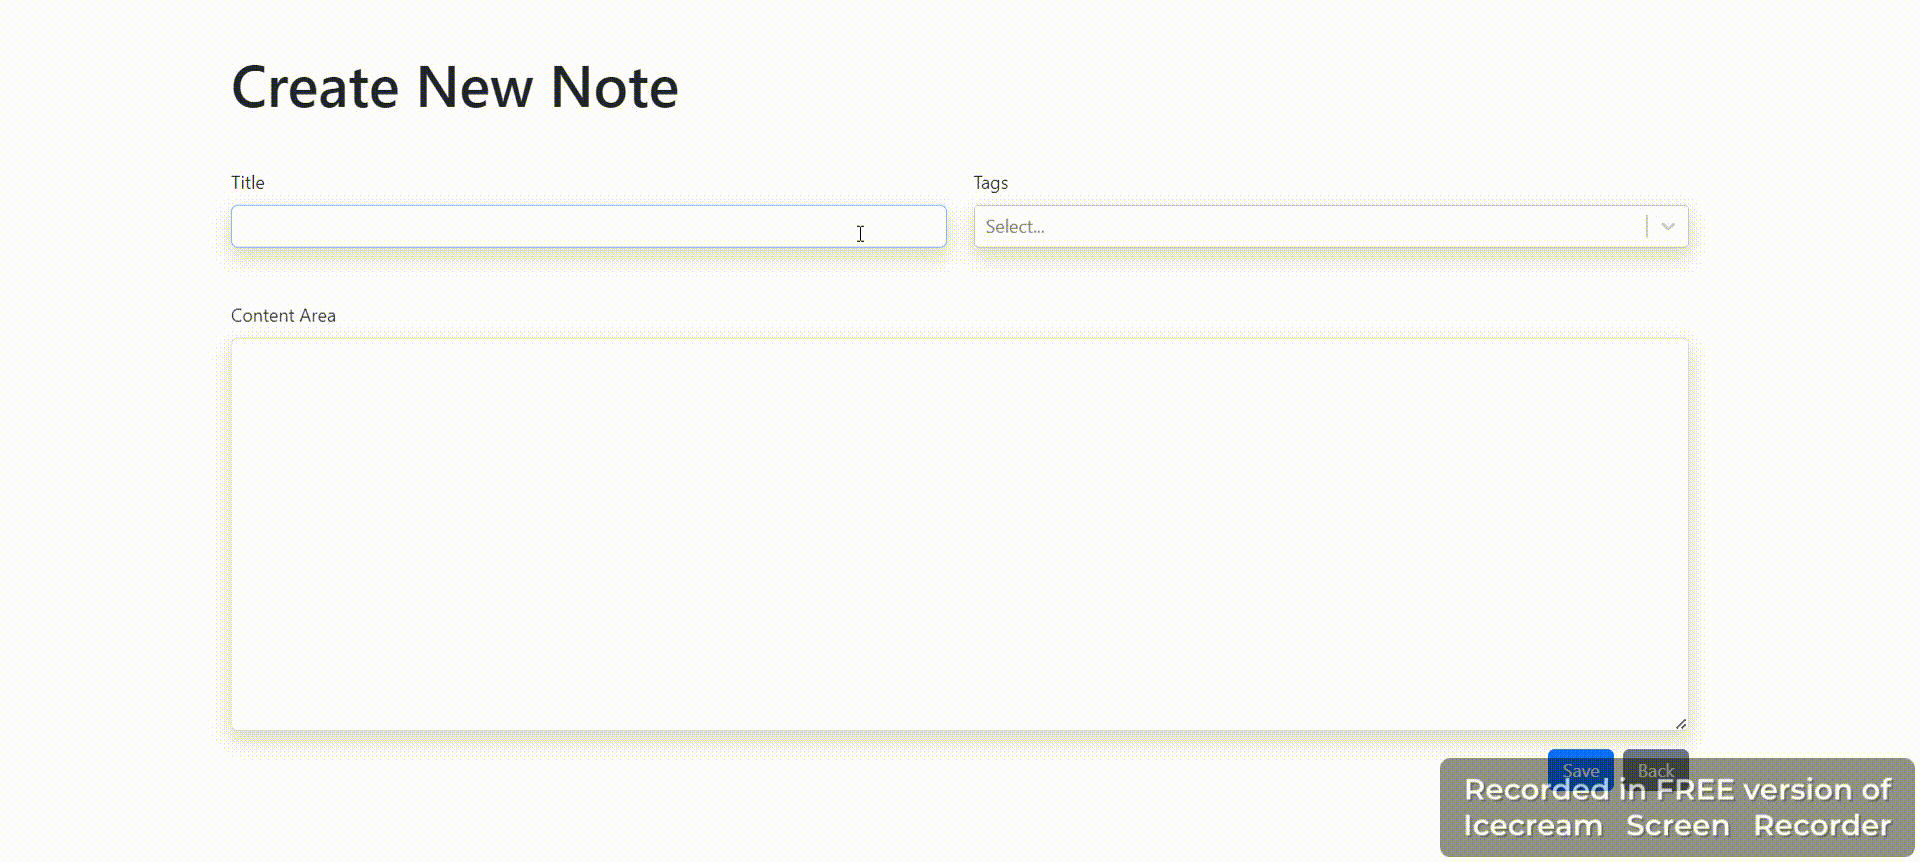 Create New Note
Title
Tags
Select...
Content Area
Save
Back
Recorded in FREE version of
Icecream Screen Recorder